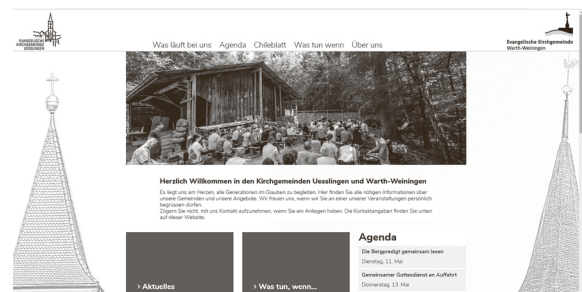 EVANGELISCHE
KIRCHGEMEINDE
UESSLINGEN
Was läuft bei uns Agenda Chileblatt Was tun wenn Über uns
Evangelische Kirchgemeinde
Warth-Weiningen
Herzlich Willkommen in den Kirchgemeinden Uesslingen und Warth-Weiningen
Es liegt uns am Herzen, alle Generationen im Glauben zu begleiten. Hier finden Sie alle nötigen Informationen über
unsere Gemeinden und unsere Angebote. Wir freuen uns, wenn wir Sie an einer unserer Veranstaltungen persönlich
begrüssen dürfen.
Zögern Sie nicht, mit uns Kontakt aufzunehmen, wenn Sie ein Anliegen haben. Die Kontaktangaben finden Sie unten
auf dieser Website.
> Aktuelles
> Was tun, wenn...
Agenda
Die Bergpredigt gemeinsam lesen
Dienstag, 11. Mai
Gemeinsamer Gottesdienst an Auffahrt
Donnerstag, 13. Mai